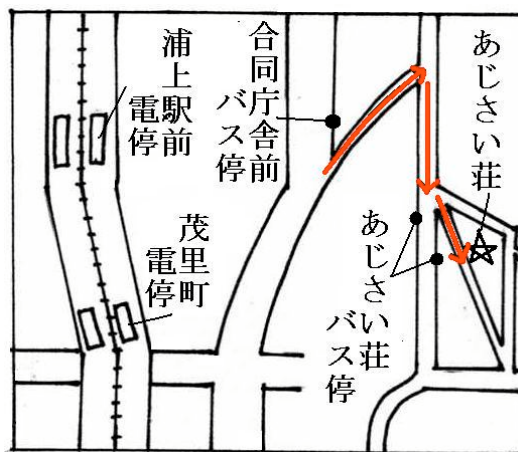 あじさい荘
あじさい荘
バス停
合同庁舎前
バス停
浦上駅前
電停
茂里町
電停